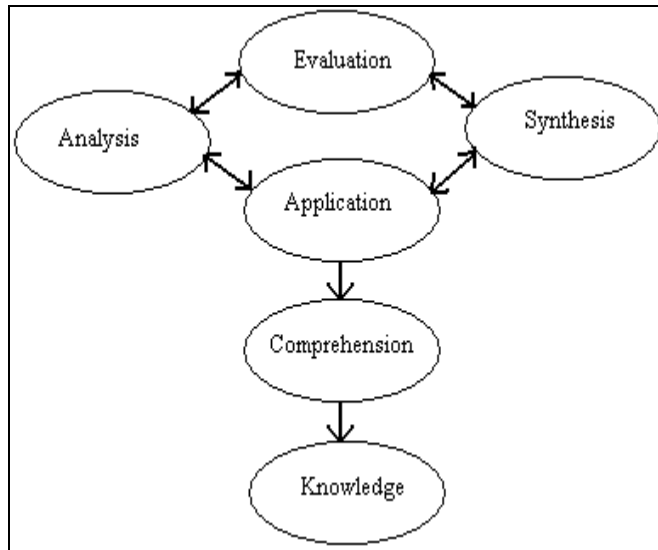 Evaluation
Analysis
Synthesis
Application
Comprehension
Knowledge